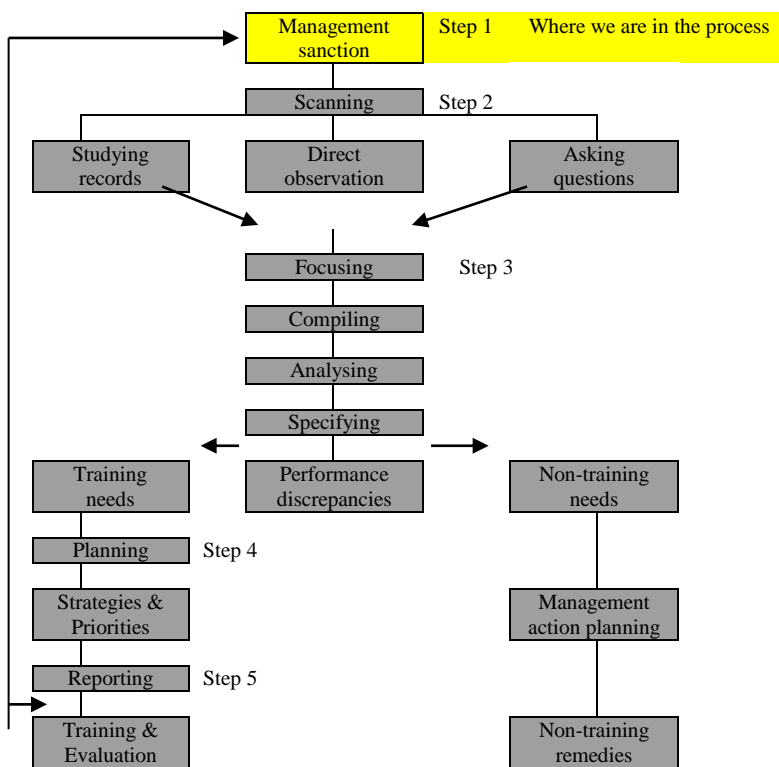 Management Step 1 Where we are in the process
sanction
Scanning Step 2
Studying Direct Asking
records observation questions
Focusing Step 3
Compiling
Analysing
Specifying
Training Performance Non-training
needs discrepancies needs
Planning Step 4
Strategies & Management
Priorities action planning
Reporting Step 5
Training & Non-training
Evaluation remedies